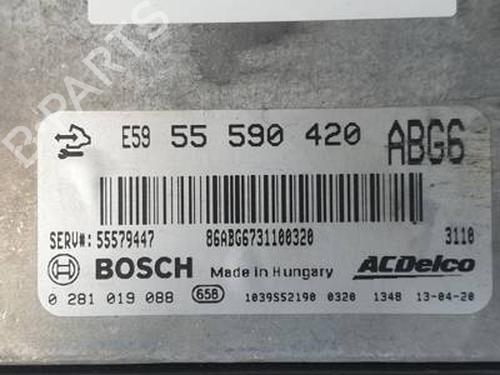 B-PARTS
E59 55 590 420 ABG6
SERV#: 55579447 86ABG6731100320 3110
BOSCH Made in Hungary ACDelco
0 281 019 088 658 1039S52190 0320 1348 13-04-20